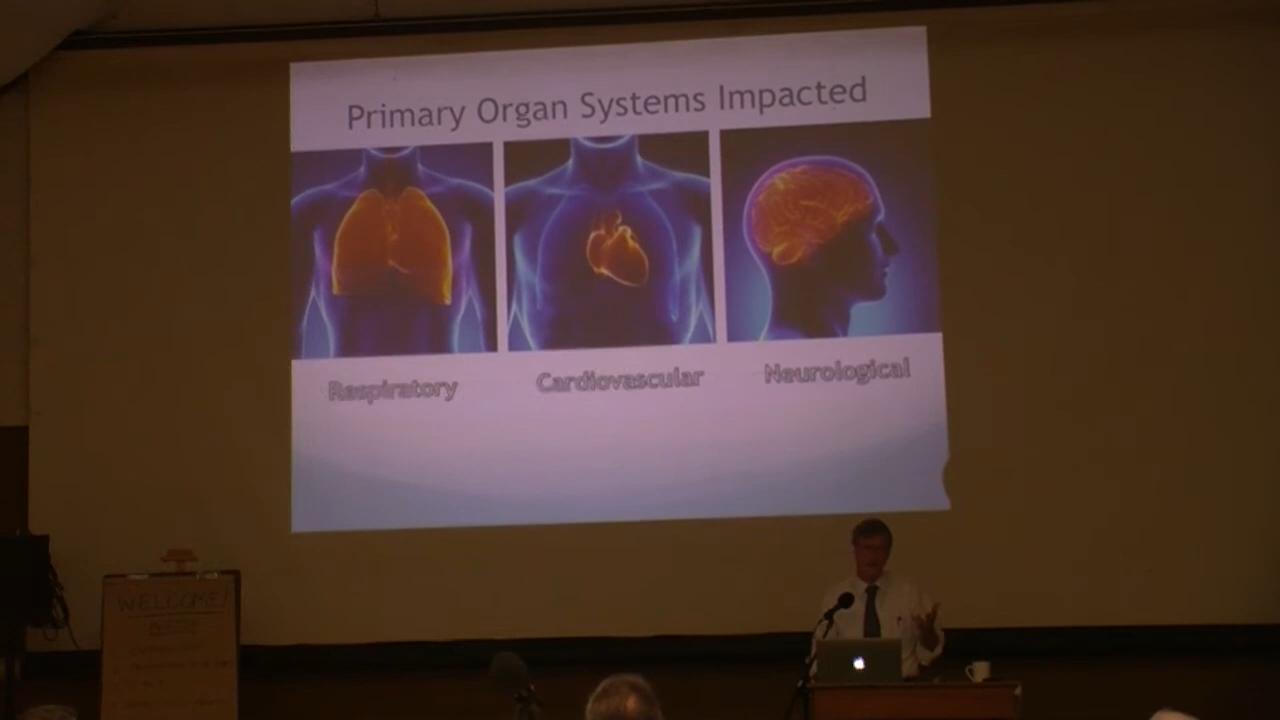 Primary Organ Systems Impacted
Respiratory
Cardiovascular
Neurological
WELCOME!